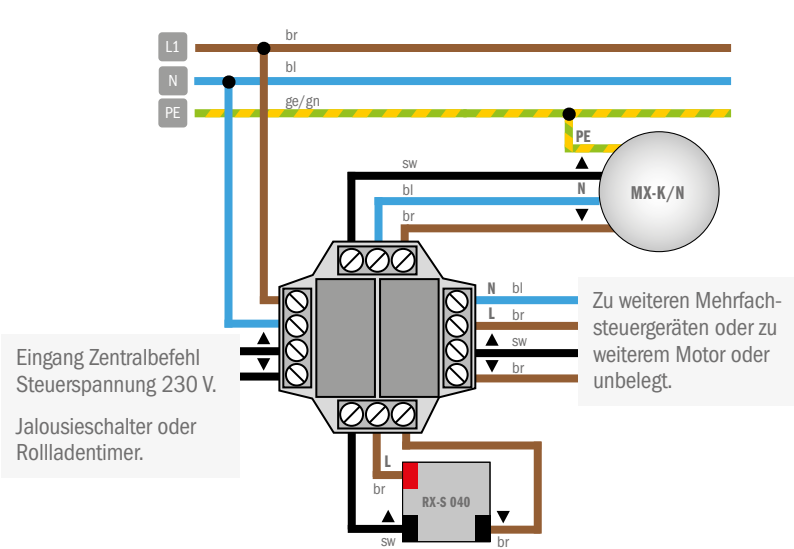 L1
br
N
bl
PE
ge/gn
PE
sw
bl
N
br
MX-K/N
N bl
L br
sw
br
Zu weiteren Mehrfach-
steuergeräten oder zu
weiterem Motor oder
unbelegt.
Eingang Zentralbefehl
Steuerspannung 230 V.
Jalousieschalter oder
Rollladentimer.
L
br
RX-S 040
sw
br